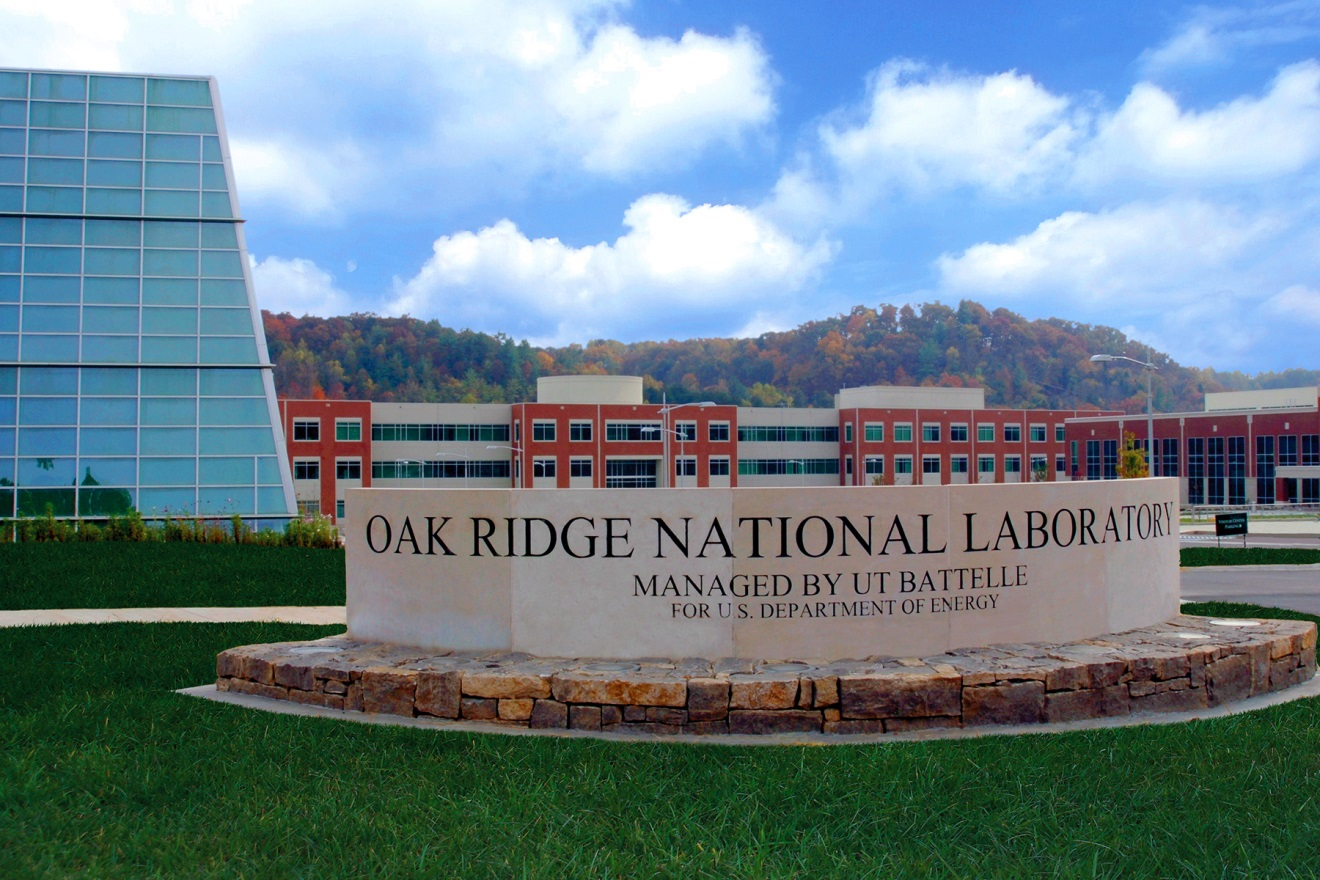 OAK RIDGE NATIONAL LABORATORY
MANAGED BY UT BATTELLE
FOR U.S. DEPARTMENT OF ENERGY